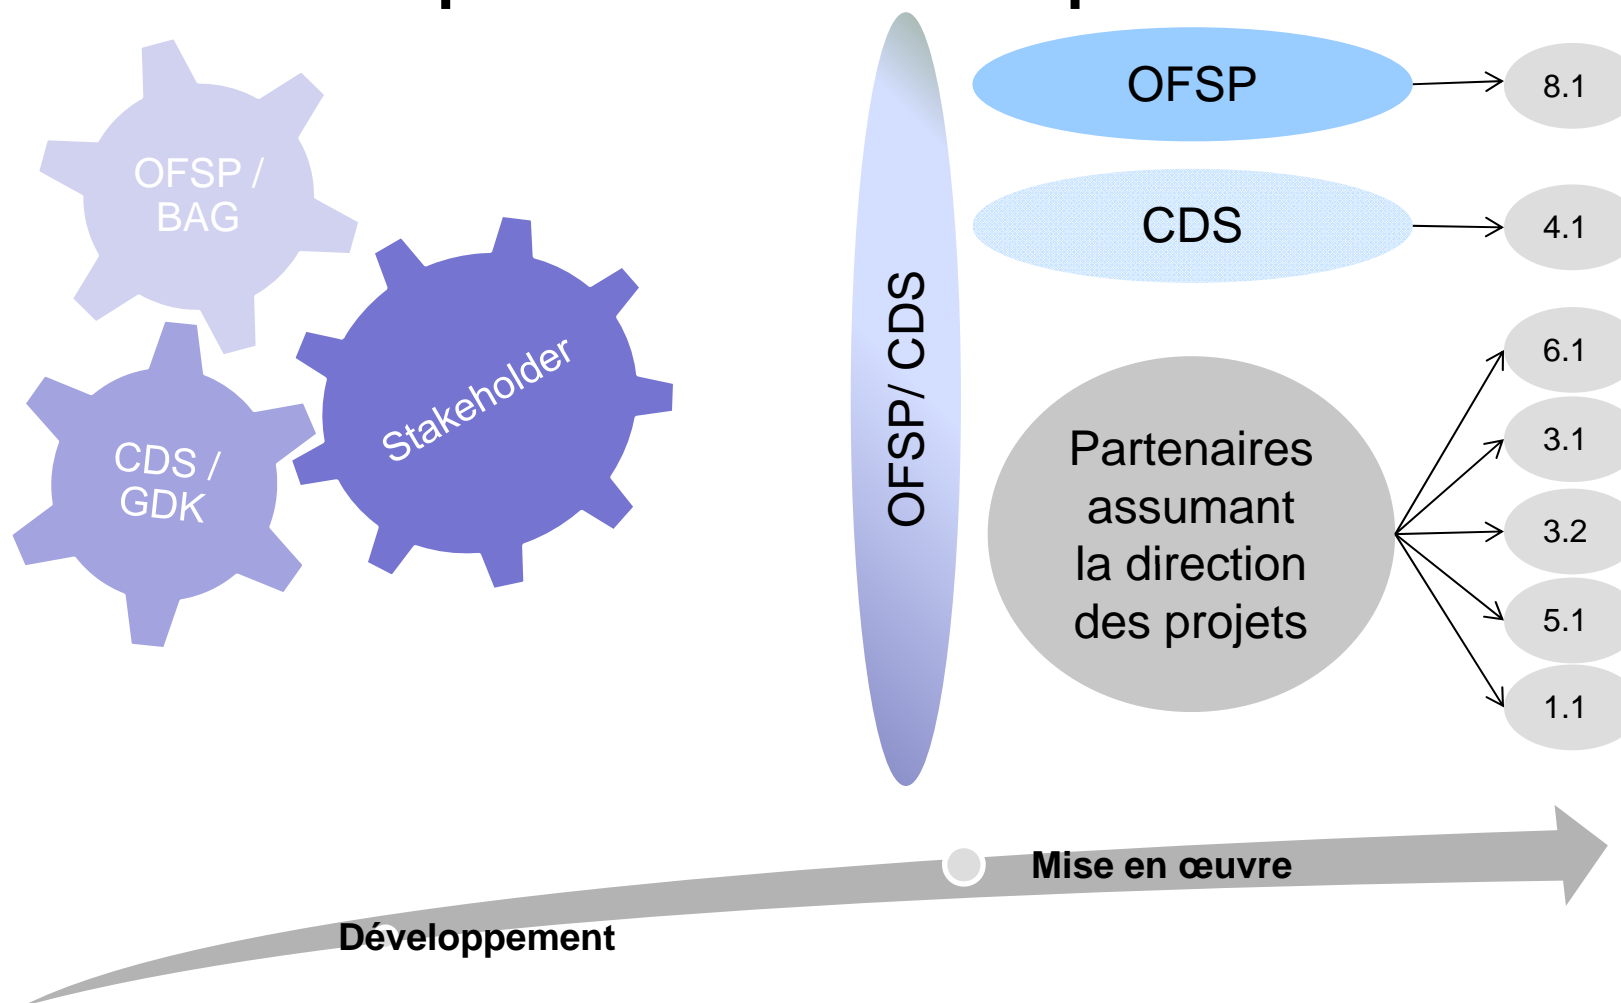 OFSP /
BAG
CDS /
GDK
Stakeholder
OFSP/ CDS
OFSP
8.1
CDS
4.1
Partenaires
assumant
la direction
des projets
6.1
3.1
3.2
5.1
1.1
Mise en œuvre
Développement